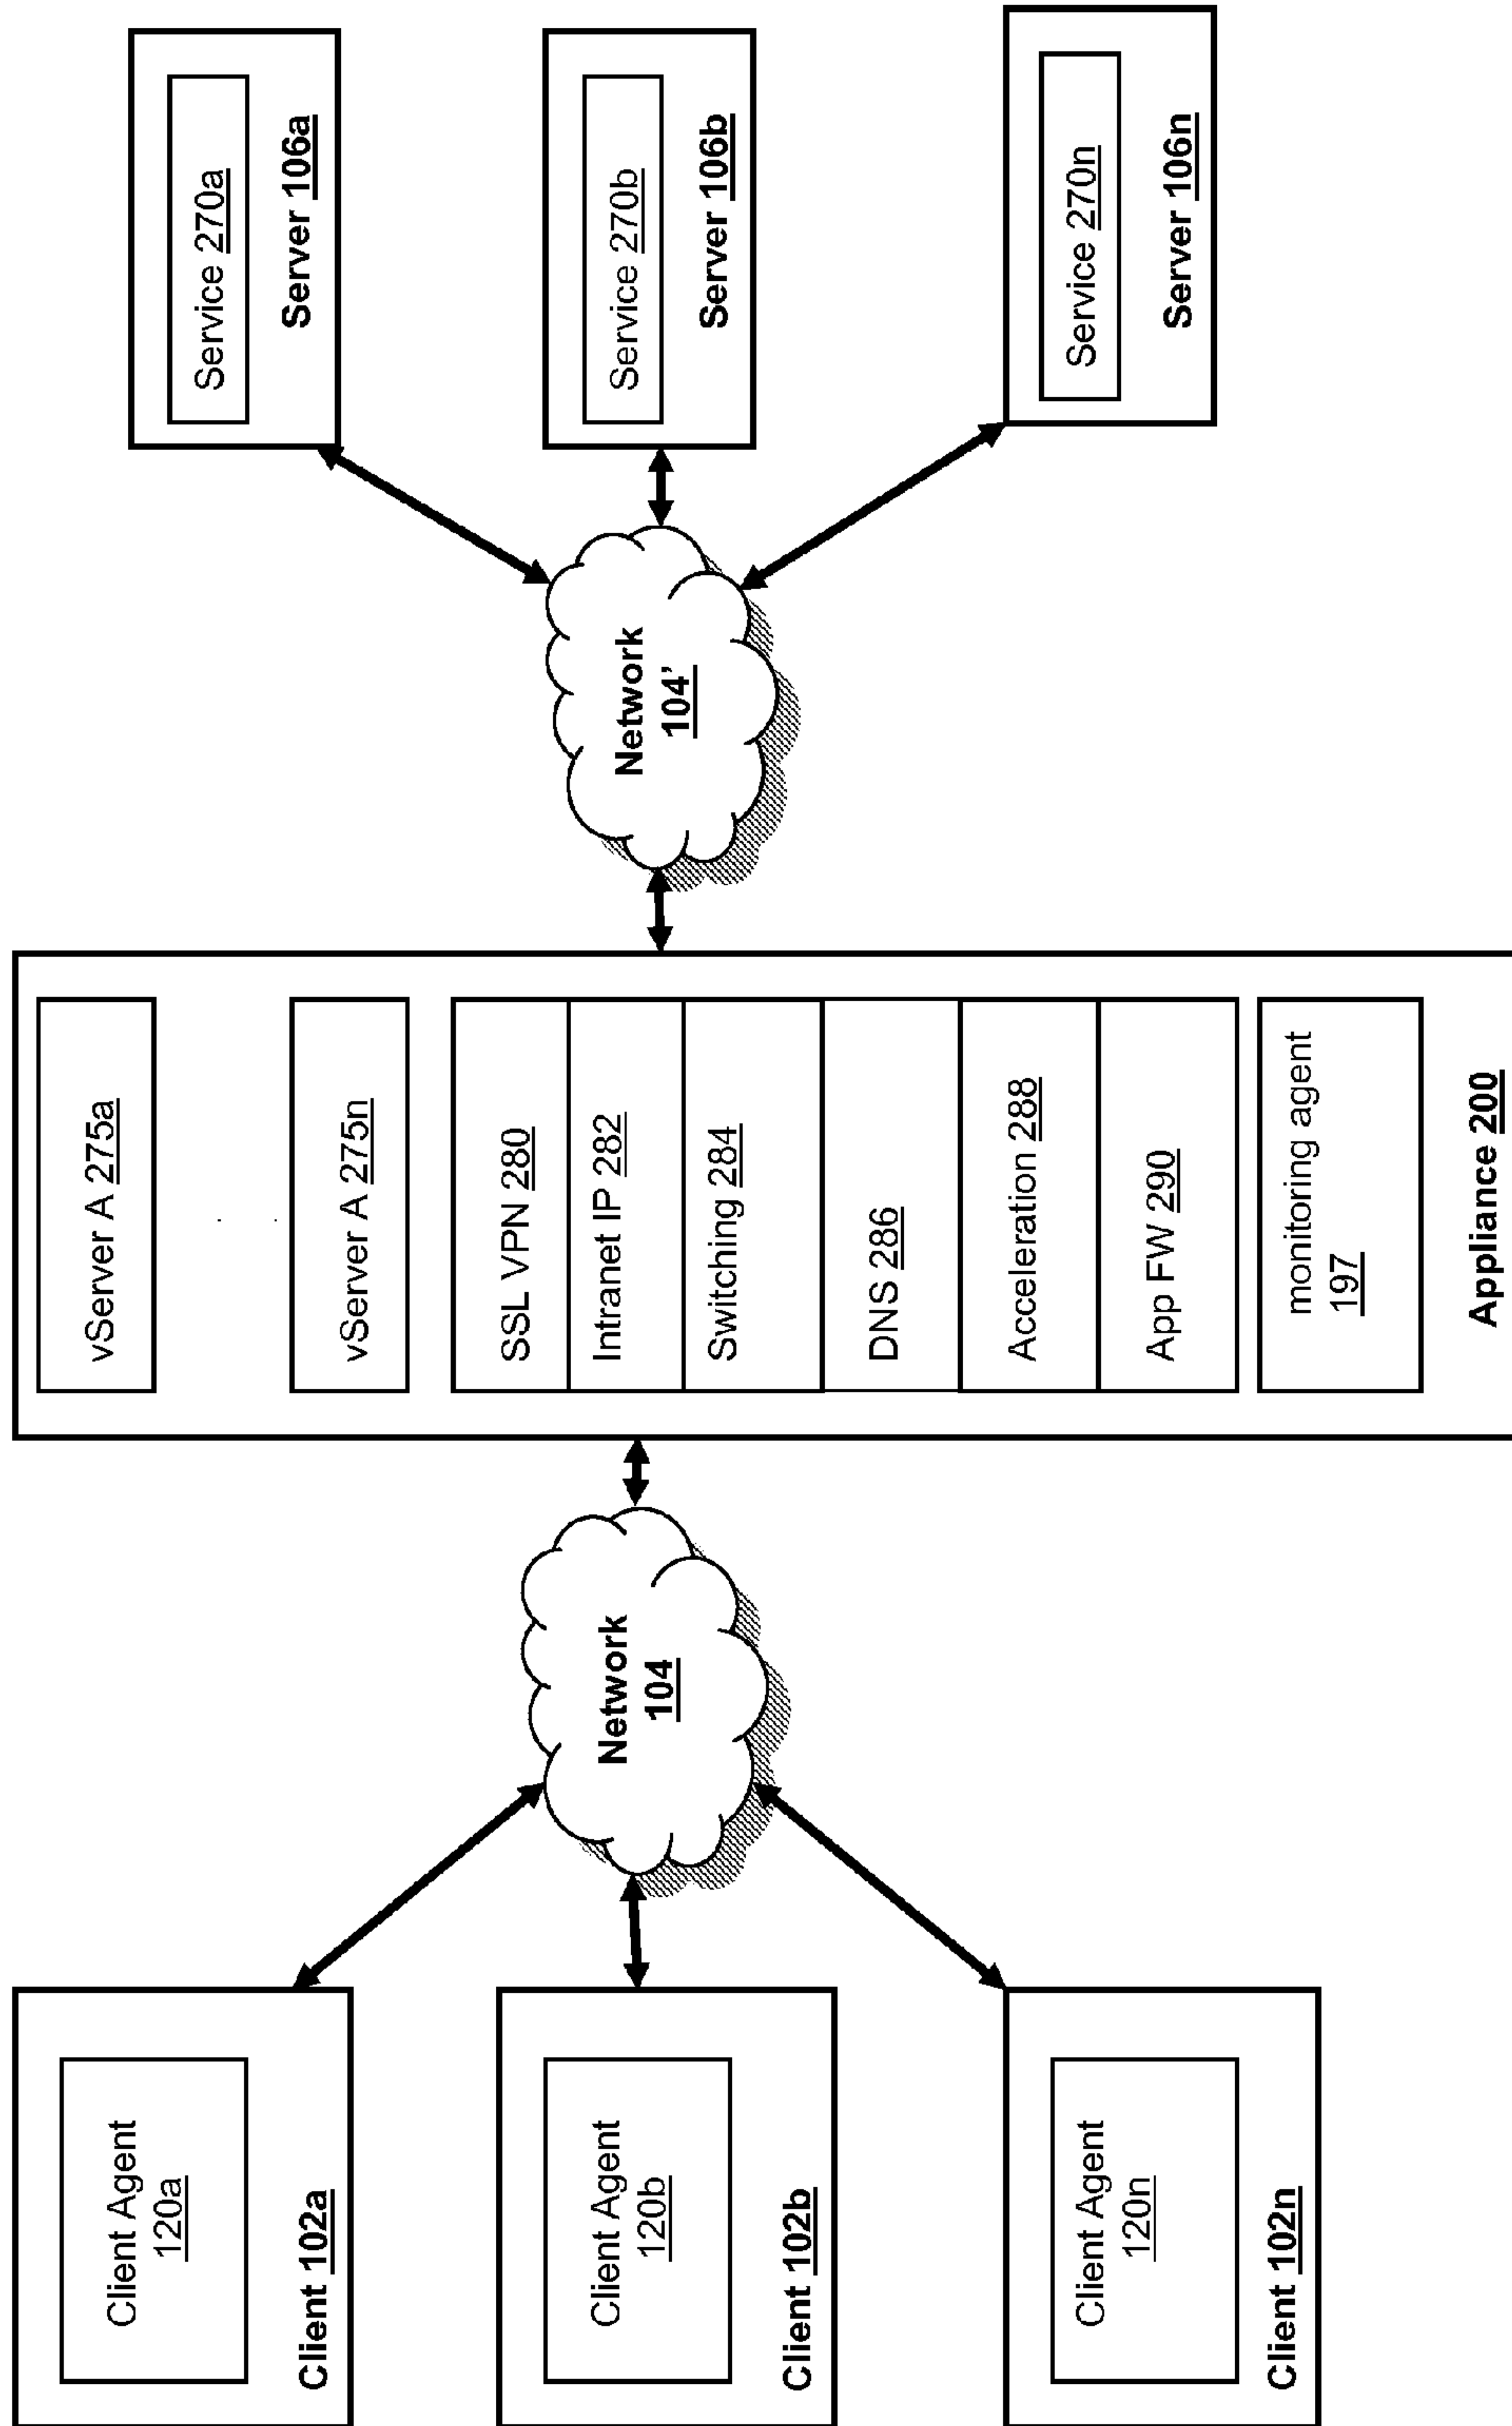 Client Agent
120a
Client 102a
Client Agent
120b
Client 102b
Client Agent
120n
Client 102n
Network
104
vServer A 275a
vServer A 275n
SSL VPN 280
Intranet IP 282
Switching 284
DNS 286
Acceleration 288
App FW 290
monitoring agent
197
Appliance 200
Network
104’
Service 270a
Server 106a
Service 270b
Server 106b
Service 270n
Server 106n